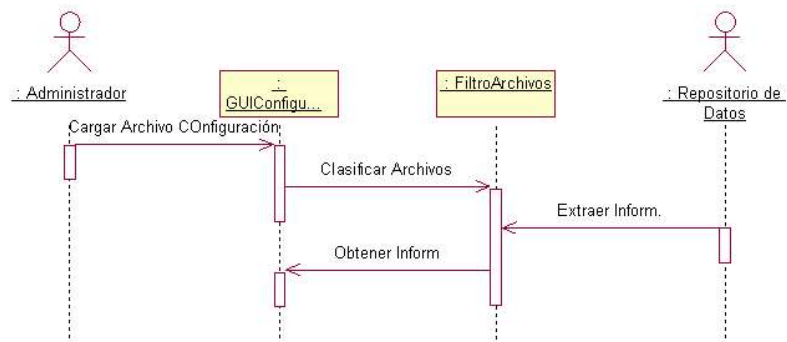 : Administrador
:
GUIConfigu...
: FiltroArchivos
: Repositorio de
Datos
Cargar Archivo COnfiguración
Clasificar Archivos
Extraer Inform.
Obtener Inform